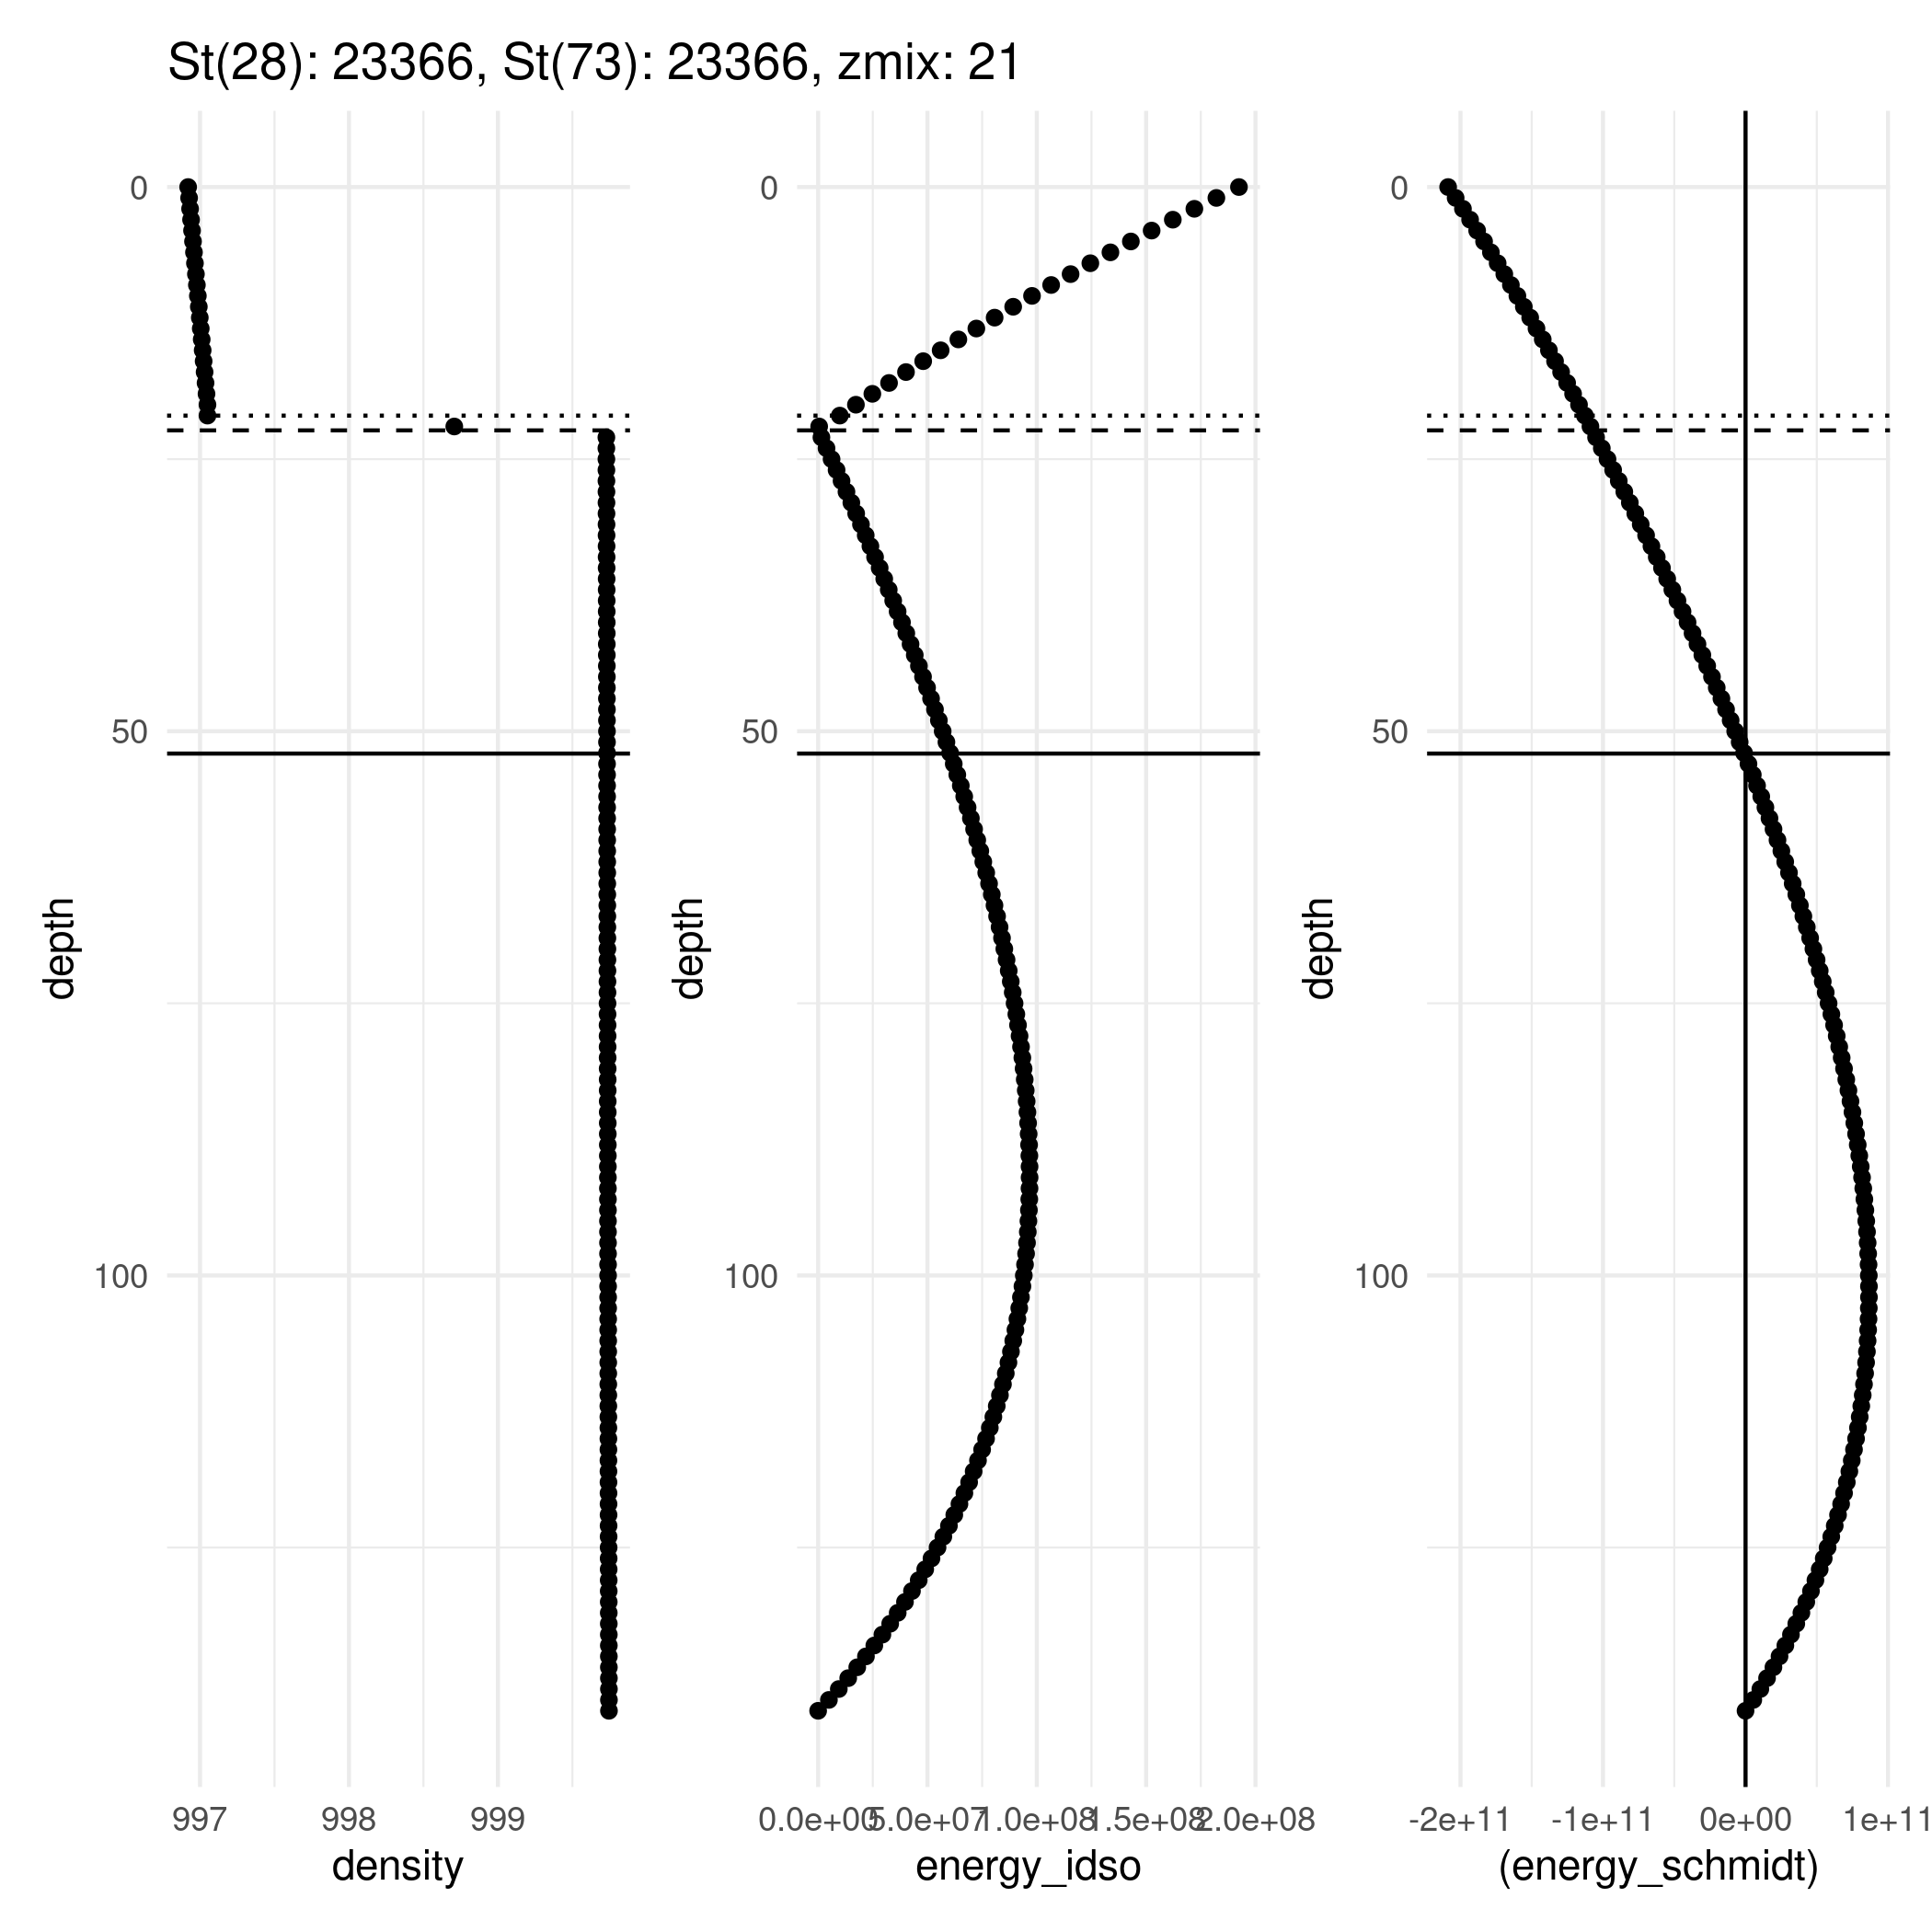 St(28): 23366, St(73): 23366, zmix: 21
0
50
100
depth
997
998
999
density
0
50
100
depth
0.0e+00
5.0e+07
1.0e+08
1.5e+08
2.0e+08
energy_idso
0
50
100
depth
-2e+11
-1e+11
0e+00
1e+11
(energy_schmidt)